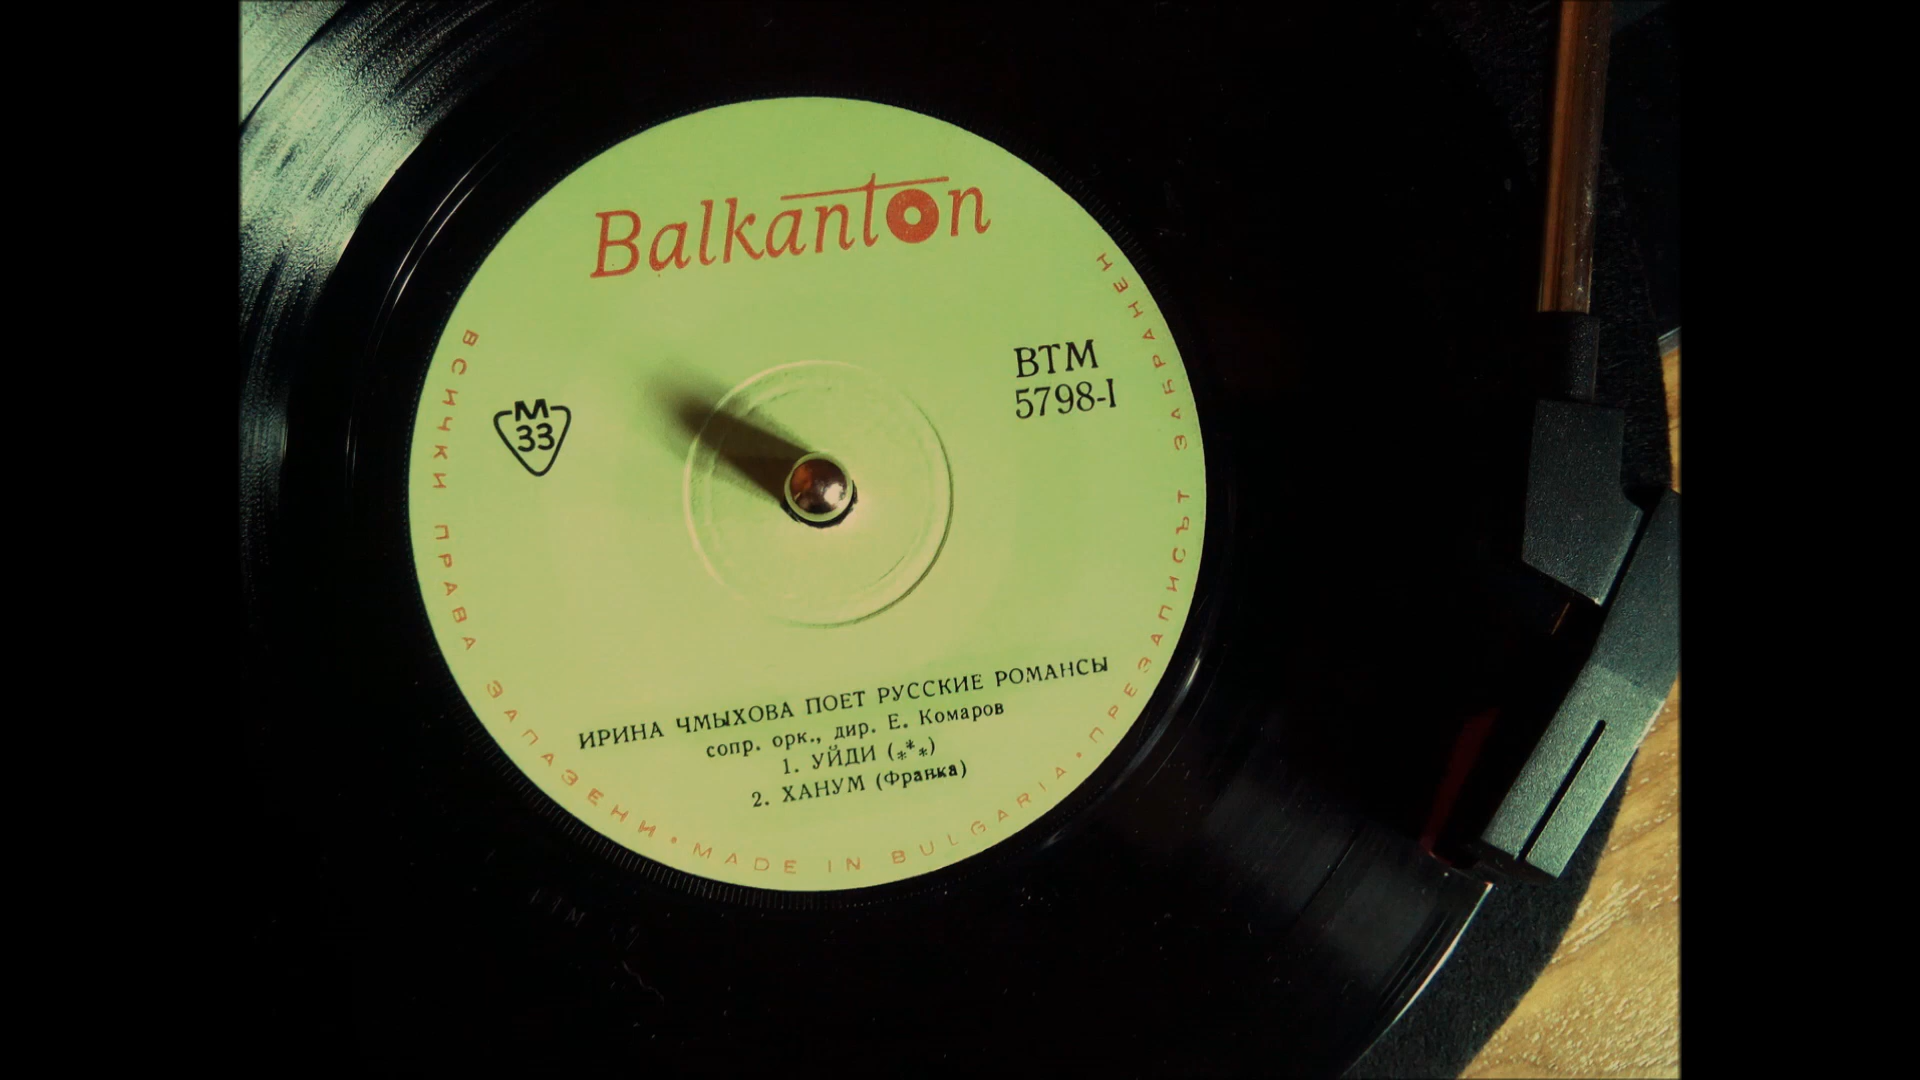 Balkanton
ВТМ
5798-I
М
33
ИРИНА ЧМЫХОВА ПОЕТ РУССКИЕ РОМАНСЫ
сопр. орк., дир. Е. Комаров
1. УЙДИ (***)
2. ХАНУМ (Франка)
ВСИЧКИ ПРАВА ЗАПАЗЕНИ • MADE IN BULGARIA • ПРЕЗАПИСЪТ ЗАБРАНЕН